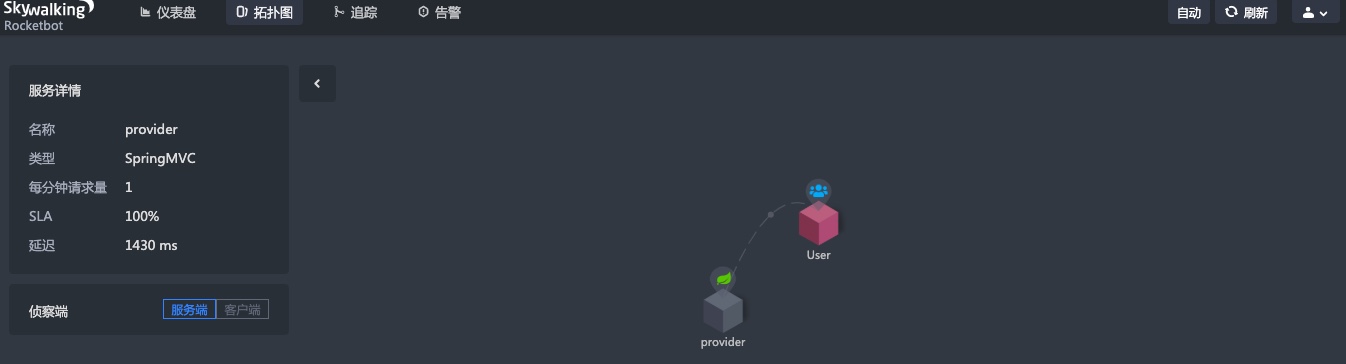 Skywalking
Rocketbot
仪表盘 拓扑图 追踪 告警 自动 刷新
服务详情
名称 provider
类型 SpringMVC
每分钟请求量 1
SLA 100%
延迟 1430 ms
侦察端 服务端 客户端
User
provider